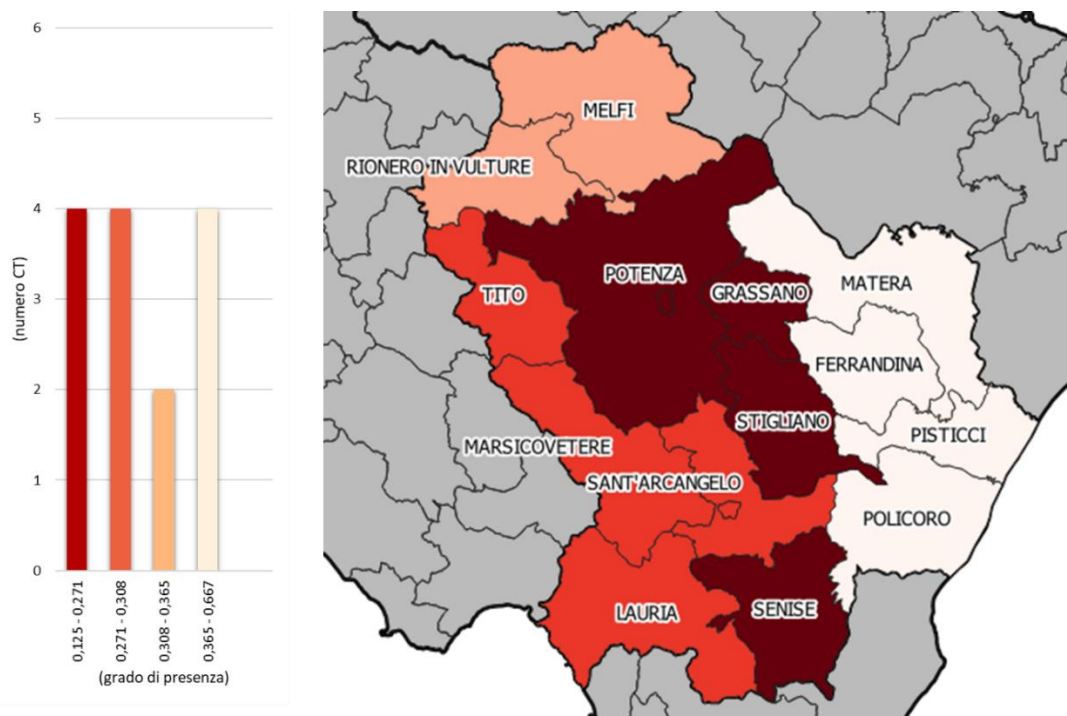 6
5
4
3
2
1
0
(numero CT)
0,125 - 0,271
0,271 - 0,308
0,308 - 0,365
0,365 - 0,667
(grado di presenza)
MELFI
RIONERO IN VULTURE
POTENZA
TITO
GRASSANO
MATERA
FERRANDINA
STIGLIANO
PISTICCI
MARSICOVETERE
SANT'ARCANGELO
POLICORO
LAURIA
SENISE